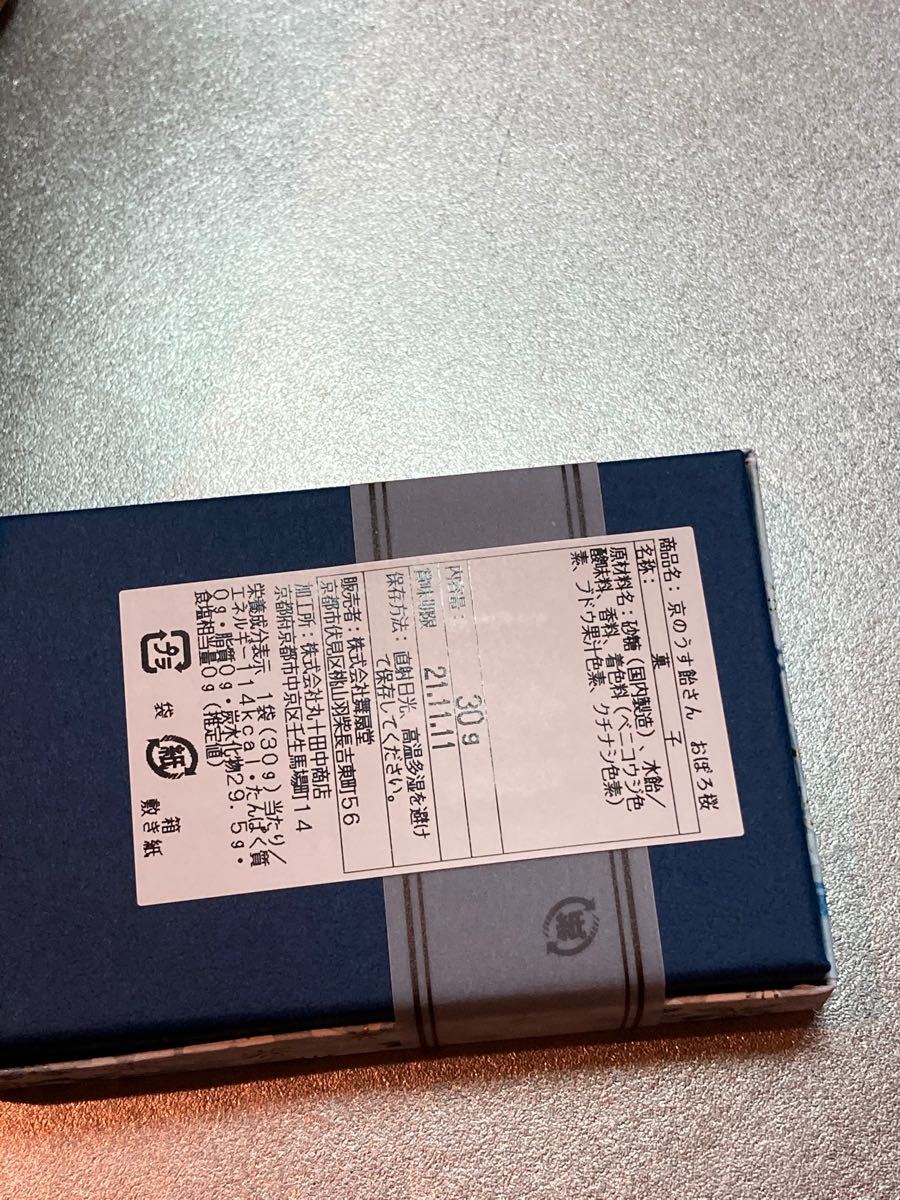 商品名：京のうす飴さん　おぼろ桜
名称：菓子
原材料名：砂糖（国内製造）、水飴／
酸味料、香料、着色料（ベニコウジ色
素、ブドウ果汁色素、クチナシ色素）
内容量：30g
賞味期限 21.11.11
保存方法：直射日光、高温多湿を避け
て保存してください。
販売者：株式会社舞扇堂
京都市伏見区桃山羽柴長吉東町56
加工所：株式会社丸十田中商店
京都府京都市中京区壬生馬場町14
栄養成分表示 1袋（30g）当たり／
エネルギー114kcal・たんぱく質
0g・脂質0g・炭水化物29.5g・
食塩相当量0g（推定値）
プラ 袋 紙 箱
敷き紙
紙